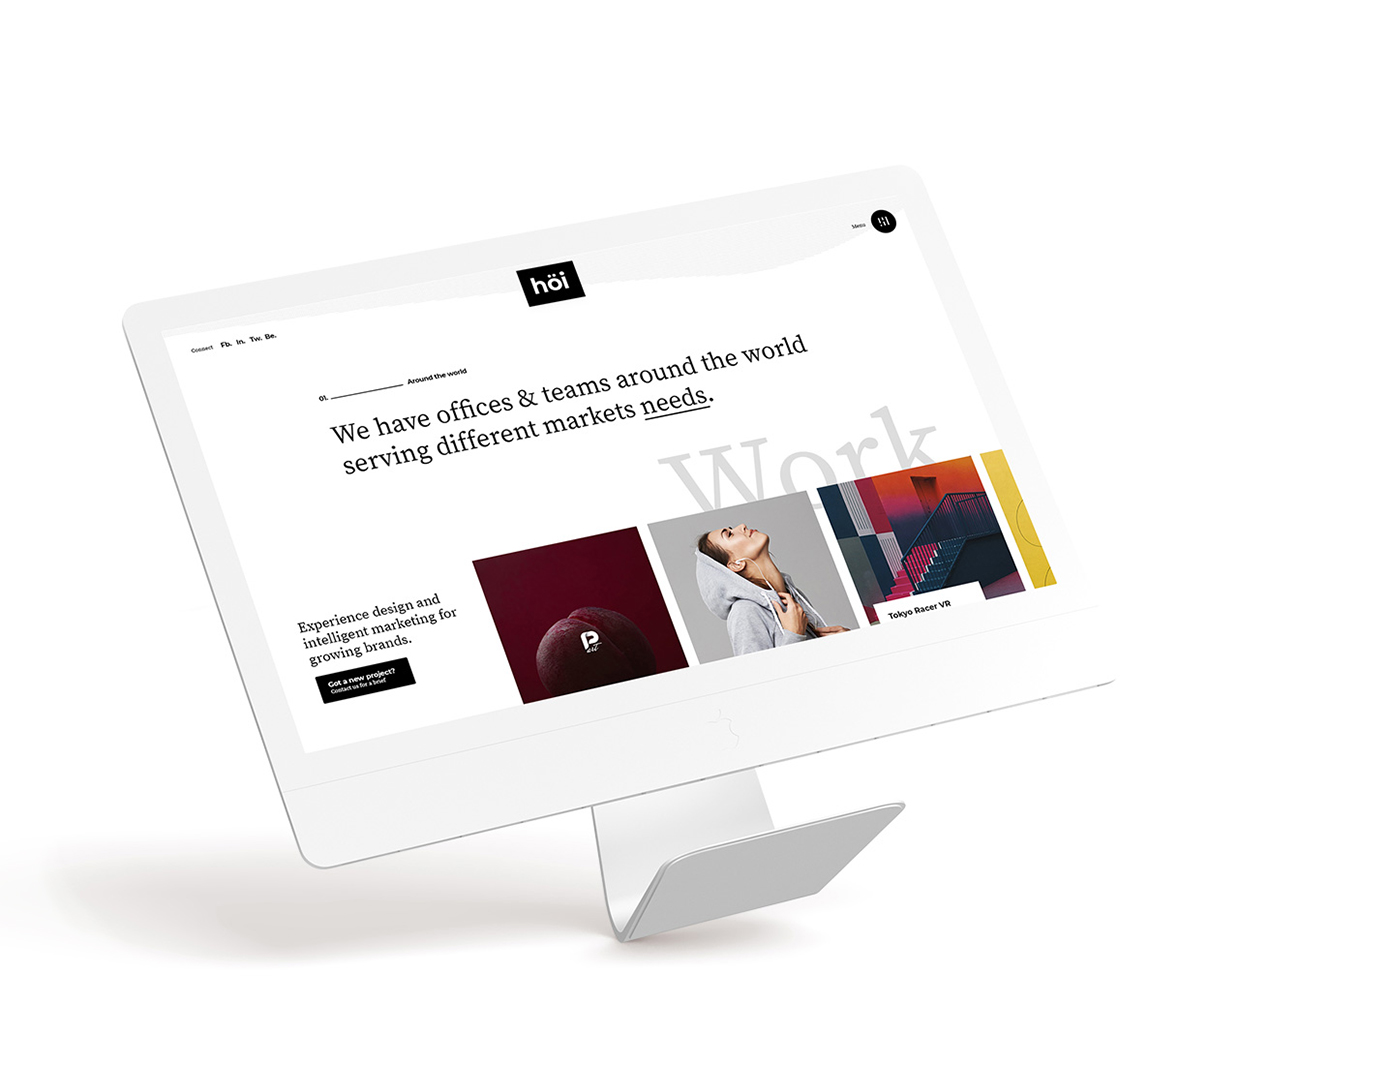 Menu
höi
Connect Fb. In. Tw. Be.
01. Around the world
We have offices & teams around the world
serving different markets needs.
Work
Experience design and
intelligent marketing for
growing brands.
Got a new project?
Contact us for a brief
P
art
Tokyo Racer VR